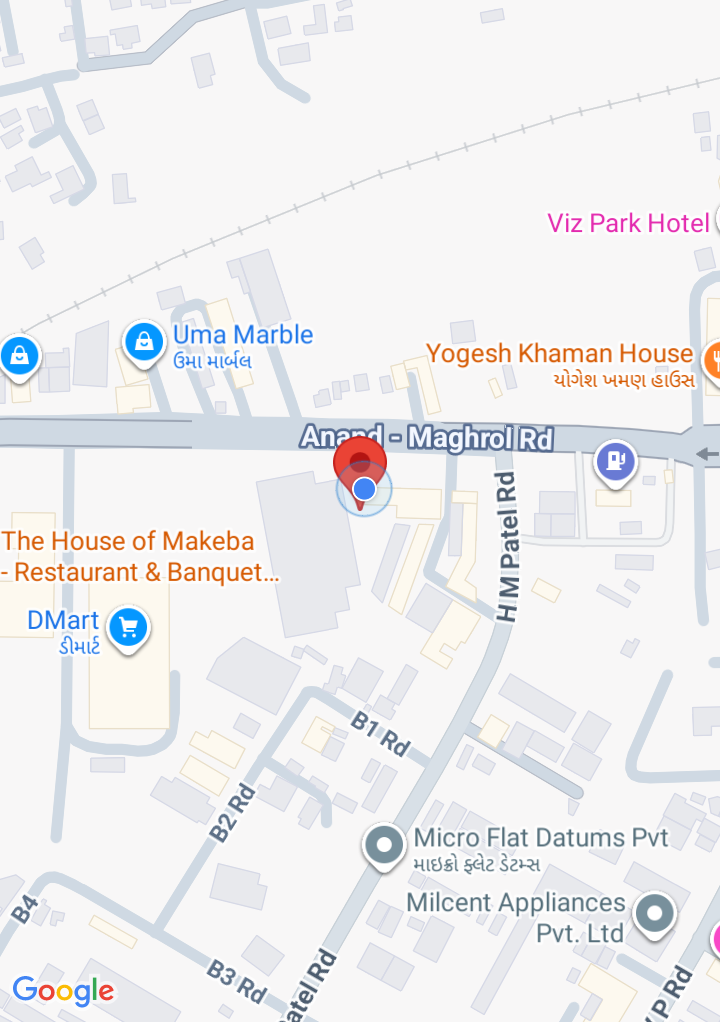 Viz Park Hotel
Uma Marble
ઉમા માર્બલ
Yogesh Khaman House
યોગેશ ખમણ હાઉસ
Anand - Maghrol Rd
H M Patel Rd
The House of Makeba
- Restaurant & Banquet...
DMart
ડીમાર્ટ
B1 Rd
B2 Rd
Micro Flat Datums Pvt
માઇક્રો ફ્લેટ ડેટમ્સ
Milcent Appliances
Pvt. Ltd
B4
B3 Rd
atel Rd
V P Rd
Google